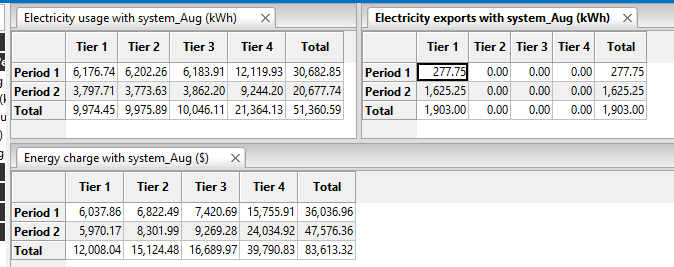 Electricity usage with system_Aug (kWh) ×
Tier 1 Tier 2 Tier 3 Tier 4 Total
Period 1 6,176.74 6,202.26 6,183.91 12,119.93 30,682.85
Period 2 3,797.71 3,773.63 3,862.20 9,244.20 20,677.74
Total 9,974.45 9,975.89 10,046.11 21,364.13 51,360.59
Electricity exports with system_Aug (kWh) ×
Tier 1 Tier 2 Tier 3 Tier 4 Total
Period 1 277.75 0.00 0.00 0.00 277.75
Period 2 1,625.25 0.00 0.00 0.00 1,625.25
Total 1,903.00 0.00 0.00 0.00 1,903.00
Energy charge with system_Aug ($) ×
Tier 1 Tier 2 Tier 3 Tier 4 Total
Period 1 6,037.86 6,822.49 7,420.69 15,755.91 36,036.96
Period 2 5,970.17 8,301.99 9,269.28 24,034.92 47,576.36
Total 12,008.04 15,124.48 16,689.97 39,790.83 83,613.32